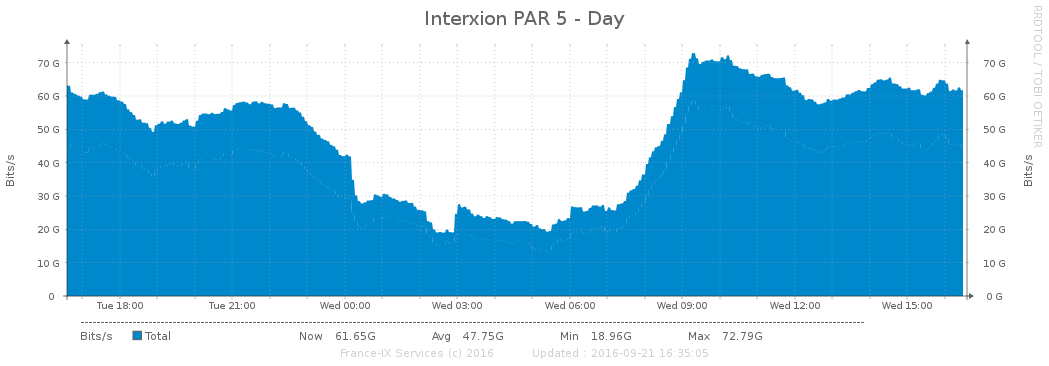 Interxion PAR 5 - Day
RRDTOOL / TOBI OETIKER
Bits/s
70 G
60 G
50 G
40 G
30 G
20 G
10 G
0
70 G
60 G
50 G
40 G
30 G
20 G
10 G
0 G
Bits/s
Tue 18:00 Tue 21:00 Wed 00:00 Wed 03:00 Wed 06:00 Wed 09:00 Wed 12:00 Wed 15:00
Bits/s Total Now 61.65G Avg 47.75G Min 18.96G Max 72.79G
France-IX Services (c) 2016 Updated : 2016-09-21 16:35:05